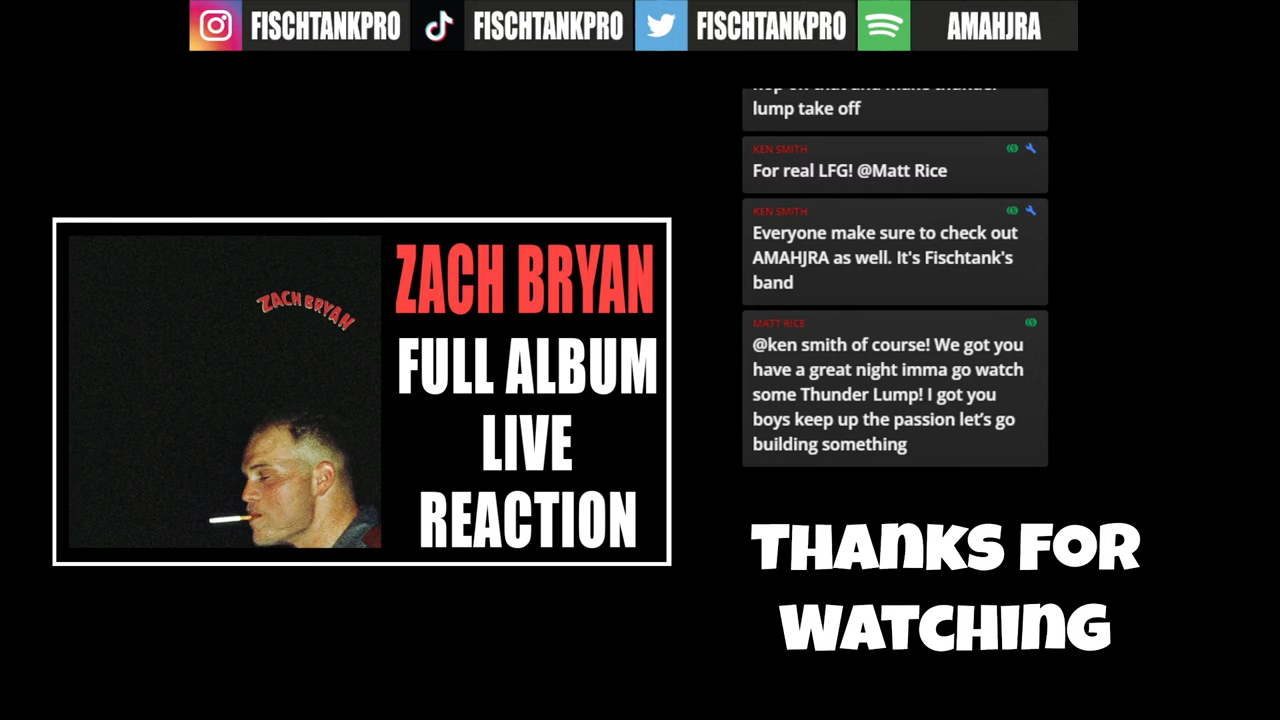 FISCHTANKPRO
FISCHTANKPRO
FISCHTANKPRO
AMAHJRA
ZACH BRYAN
ZACH BRYAN
FULL ALBUM
LIVE
REACTION
lump take off
KEN SMITH
For real LFG! @Matt Rice
KEN SMITH
Everyone make sure to check out
AMAHJRA as well. It's Fischtank's
band
MATT RICE
@ken smith of course! We got you
have a great night imma go watch
some Thunder Lump! I got you
boys keep up the passion let’s go
building something
THANKS FOR
WATCHING